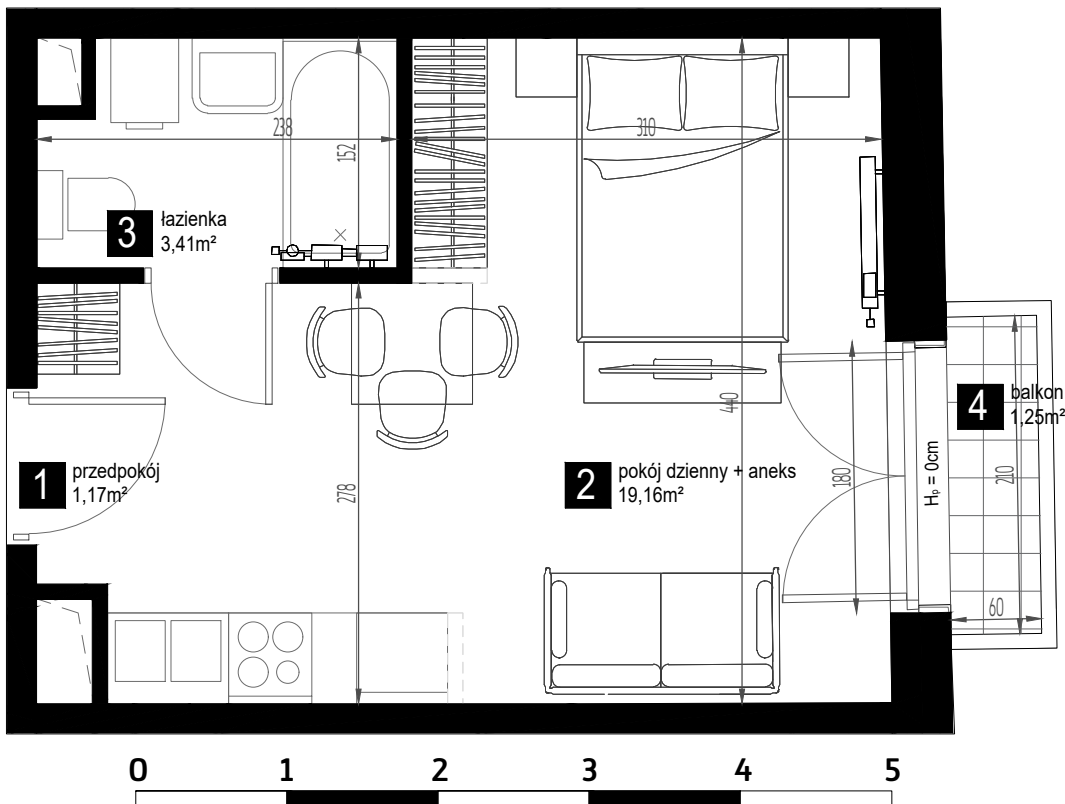 238
152
310
3
łazienka
3,41m²
440
4
balkon
1,25m²
1
przedpokój
1,17m²
278
2
pokój dzienny + aneks
19,16m²
180
Hₚ = 0cm
210
60
0 1 2 3 4 5